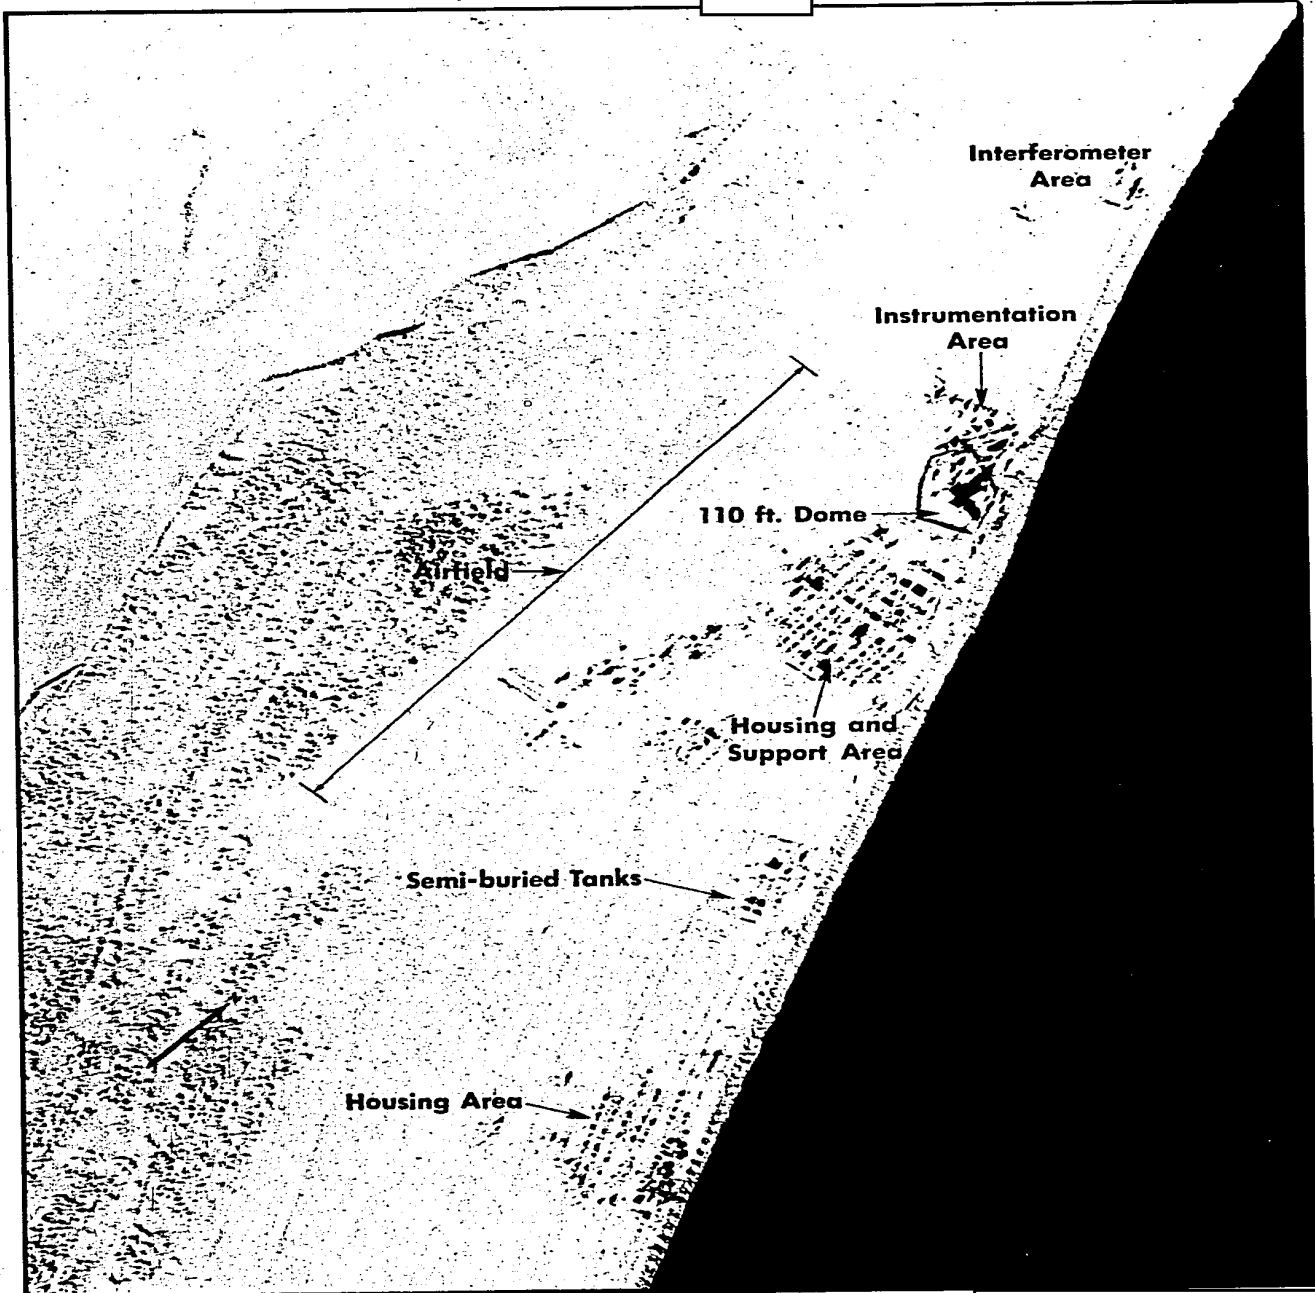 Interferometer
Area
Instrumentation
Area
110 ft. Dome
Airfield
Housing and
Support Area
Semi-buried Tanks
Housing Area